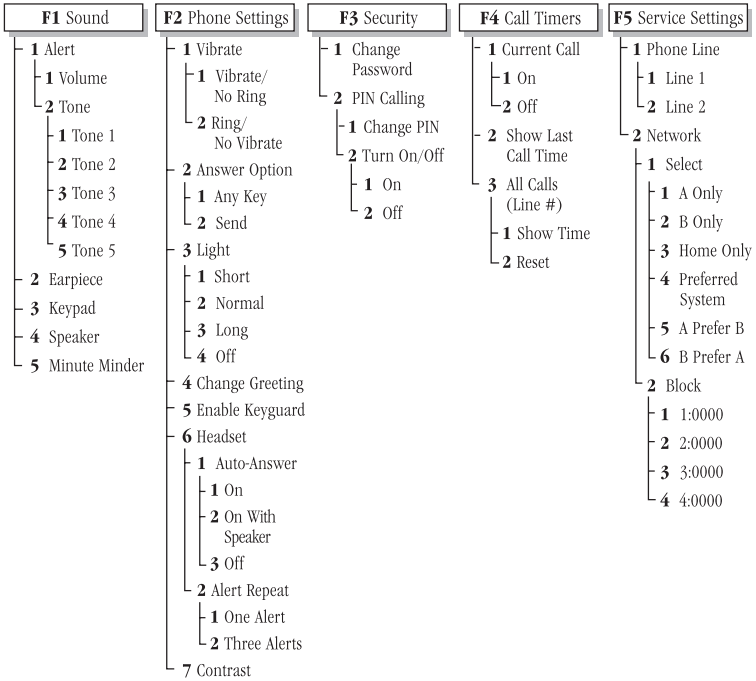 F1 Sound
1 Alert
1 Volume
2 Tone
1 Tone 1
2 Tone 2
3 Tone 3
4 Tone 4
5 Tone 5
2 Earpiece
3 Keypad
4 Speaker
5 Minute Minder
F2 Phone Settings
1 Vibrate
1 Vibrate/
No Ring
2 Ring/
No Vibrate
2 Answer Option
1 Any Key
2 Send
3 Light
1 Short
2 Normal
3 Long
4 Off
4 Change Greeting
5 Enable Keyguard
6 Headset
1 Auto-Answer
1 On
2 On With
Speaker
3 Off
2 Alert Repeat
1 One Alert
2 Three Alerts
7 Contrast
F3 Security
1 Change
Password
2 PIN Calling
1 Change PIN
2 Turn On/Off
1 On
2 Off
F4 Call Timers
1 Current Call
1 On
2 Off
2 Show Last
Call Time
3 All Calls
(Line #)
1 Show Time
2 Reset
F5 Service Settings
1 Phone Line
1 Line 1
2 Line 2
2 Network
1 Select
1 A Only
2 B Only
3 Home Only
4 Preferred
System
5 A Prefer B
6 B Prefer A
2 Block
1 1:0000
2 2:0000
3 3:0000
4 4:0000